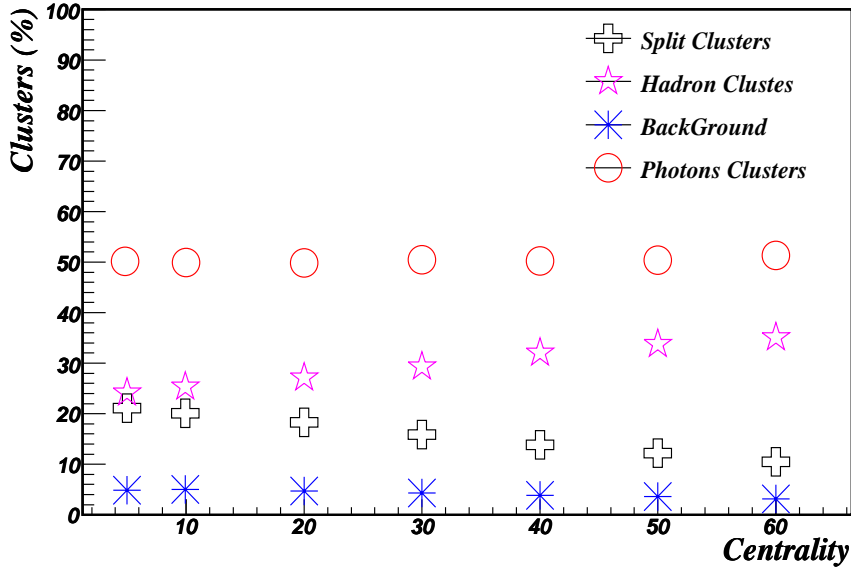 Clusters (%)
100
90
80
70
60
50
40
30
20
10
0
Split Clusters
Hadron Clustes
BackGround
Photons Clusters
10 20 30 40 50 60
Centrality